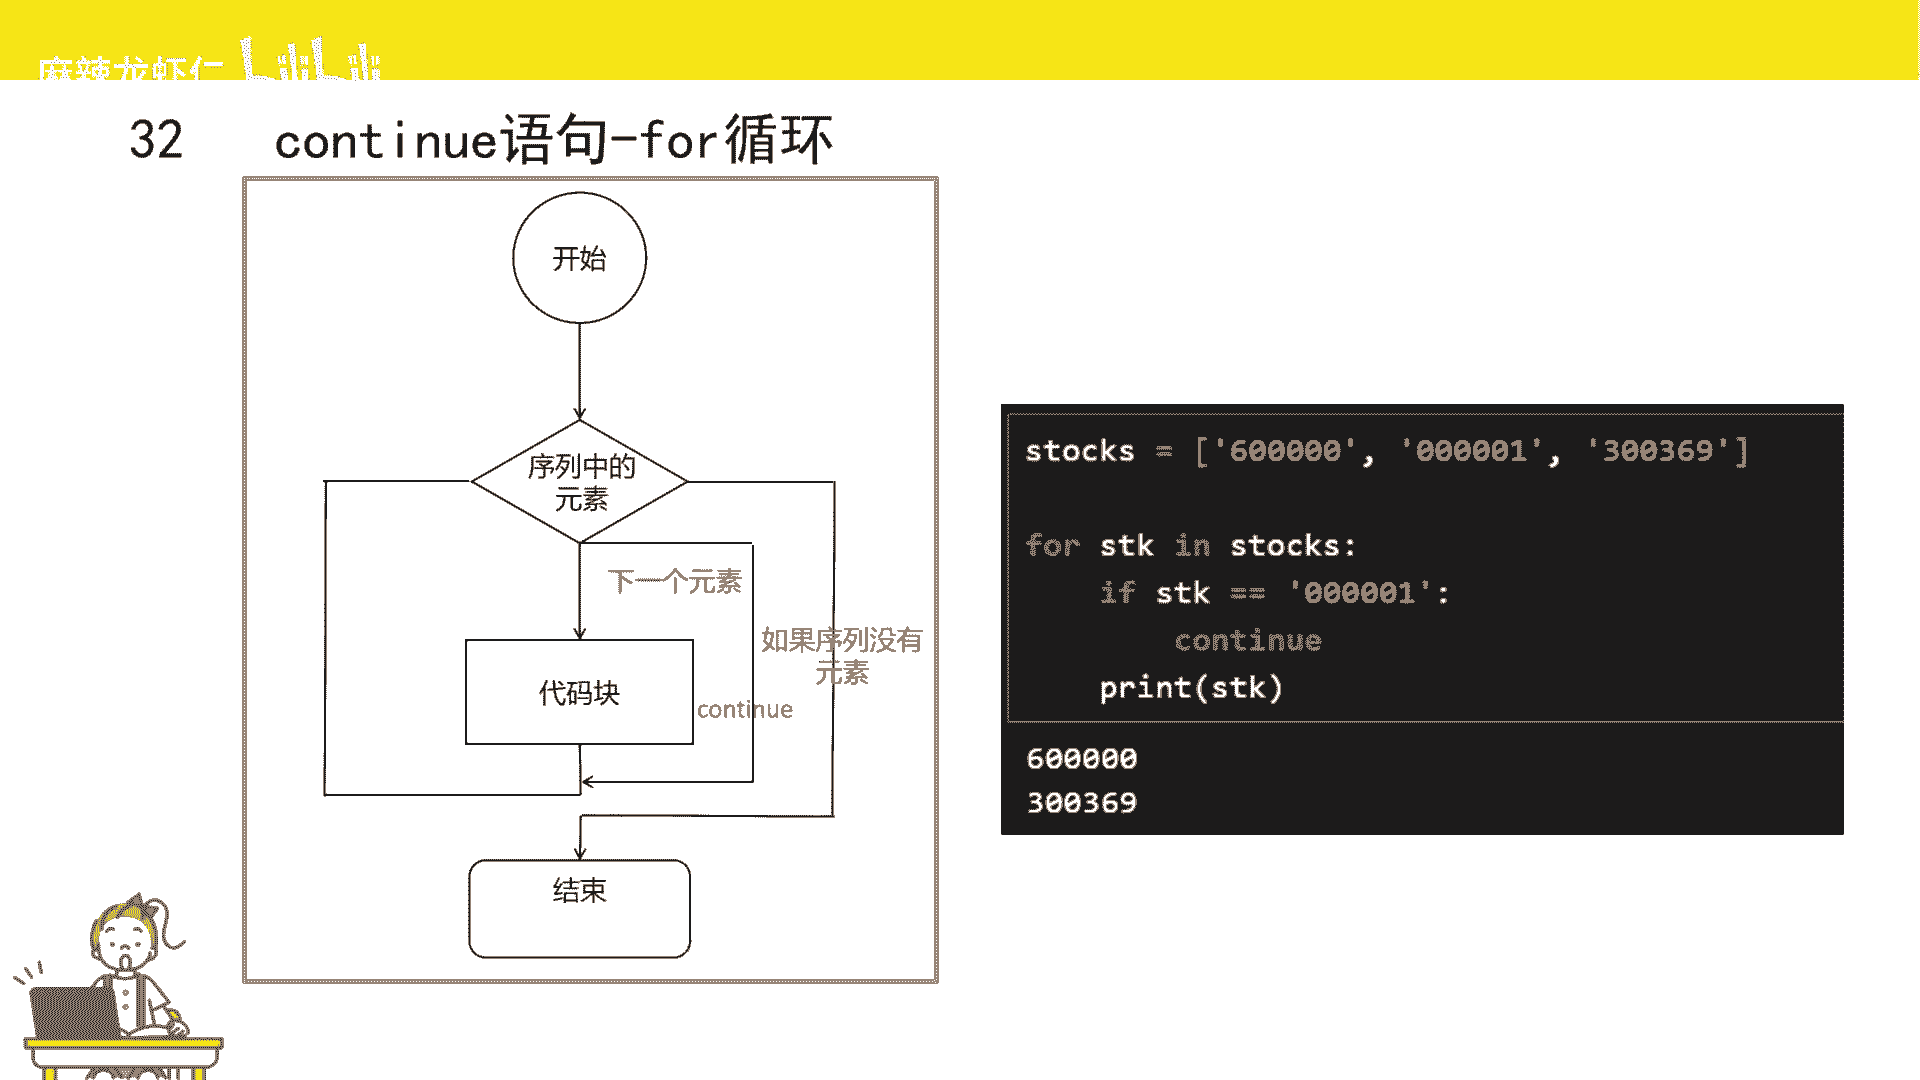 麻辣龙虾仁 bilibili
32 continue语句-for循环
开始
序列中的
元素
下一个元素
如果序列没有
元素
代码块
continue
结束
stocks = ['600000', '000001', '300369']
for stk in stocks:
    if stk == '000001':
        continue
    print(stk)
600000
300369